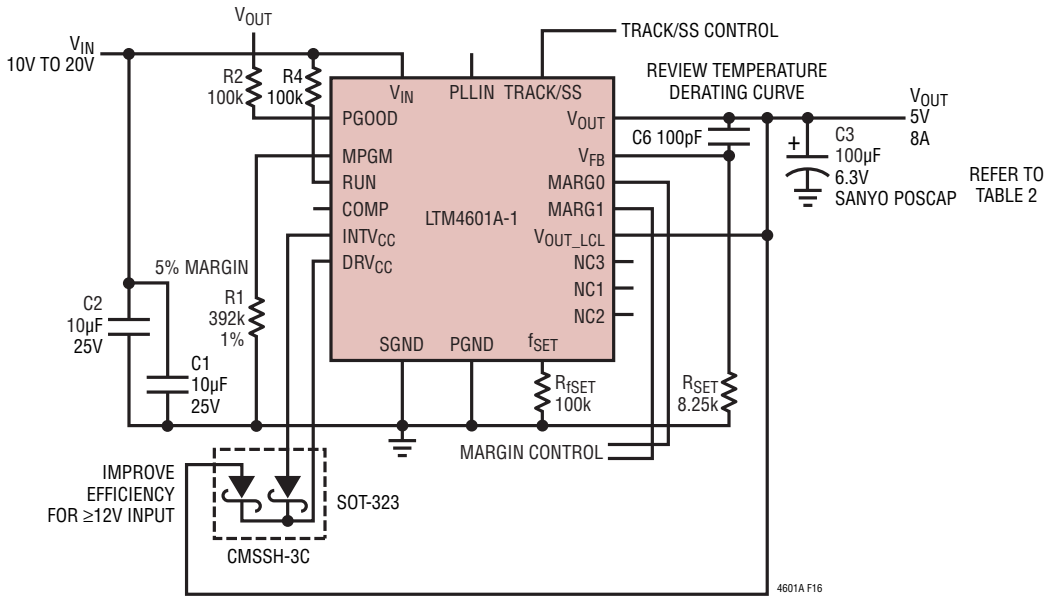 VOUT
VIN
10V TO 20V
R2
100k
R4
100k
TRACK/SS CONTROL
REVIEW TEMPERATURE
DERATING CURVE
VIN
PLLIN
TRACK/SS
PGOOD
MPGM
RUN
COMP
INTVCC
DRVCC
LTM4601A-1
VOUT
VFB
MARG0
MARG1
VOUT_LCL
NC3
NC1
NC2
SGND
PGND
fSET
C6 100pF
VOUT
5V
8A
+
C3
100µF
6.3V
SANYO POSCAP
REFER TO
TABLE 2
5% MARGIN
R1
392k
1%
C2
10µF
25V
C1
10µF
25V
RfSET
100k
RSET
8.25k
MARGIN CONTROL
IMPROVE
EFFICIENCY
FOR ≥12V INPUT
SOT-323
CMSSH-3C
4601A F16